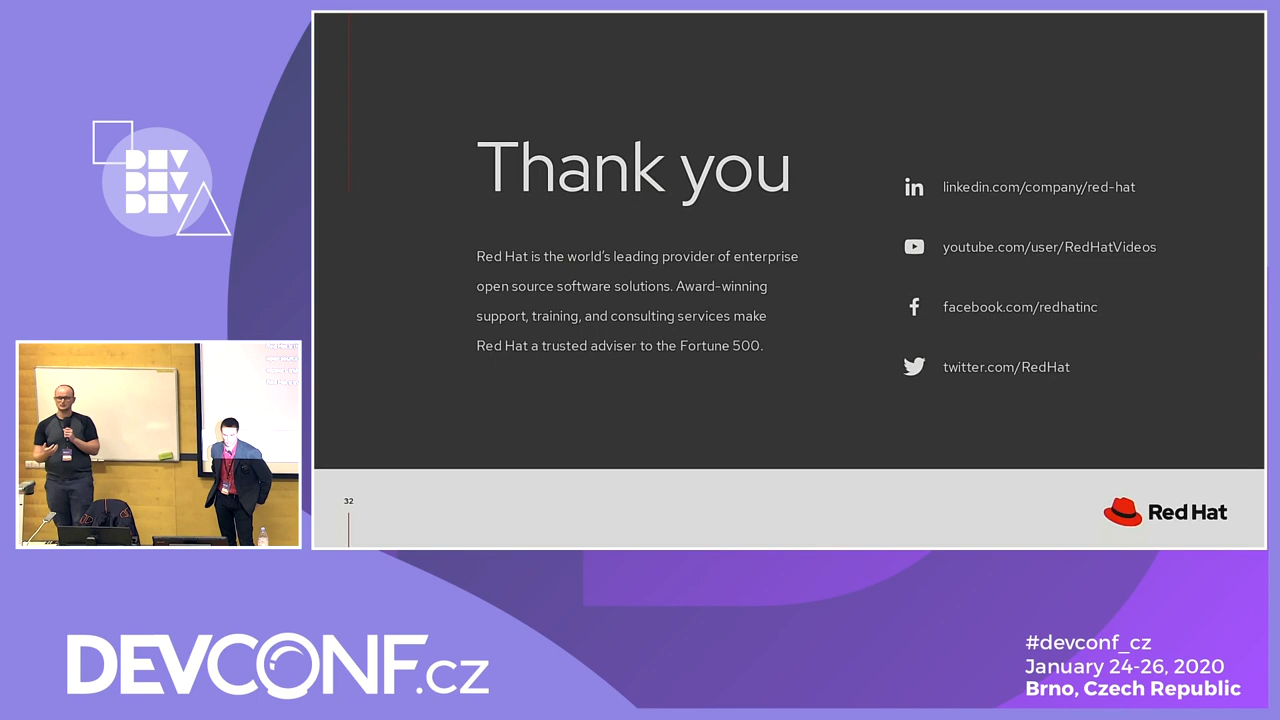 DEV
DEV
DEV
Thank you
Red Hat is the world's leading provider of enterprise
open source software solutions. Award-winning
support, training, and consulting services make
Red Hat a trusted adviser to the Fortune 500.
linkedin.com/company/red-hat
youtube.com/user/RedHatVideos
facebook.com/redhatinc
twitter.com/RedHat
32
Red Hat
DEVCONF.cz
#devconf_cz
January 24-26, 2020
Brno, Czech Republic